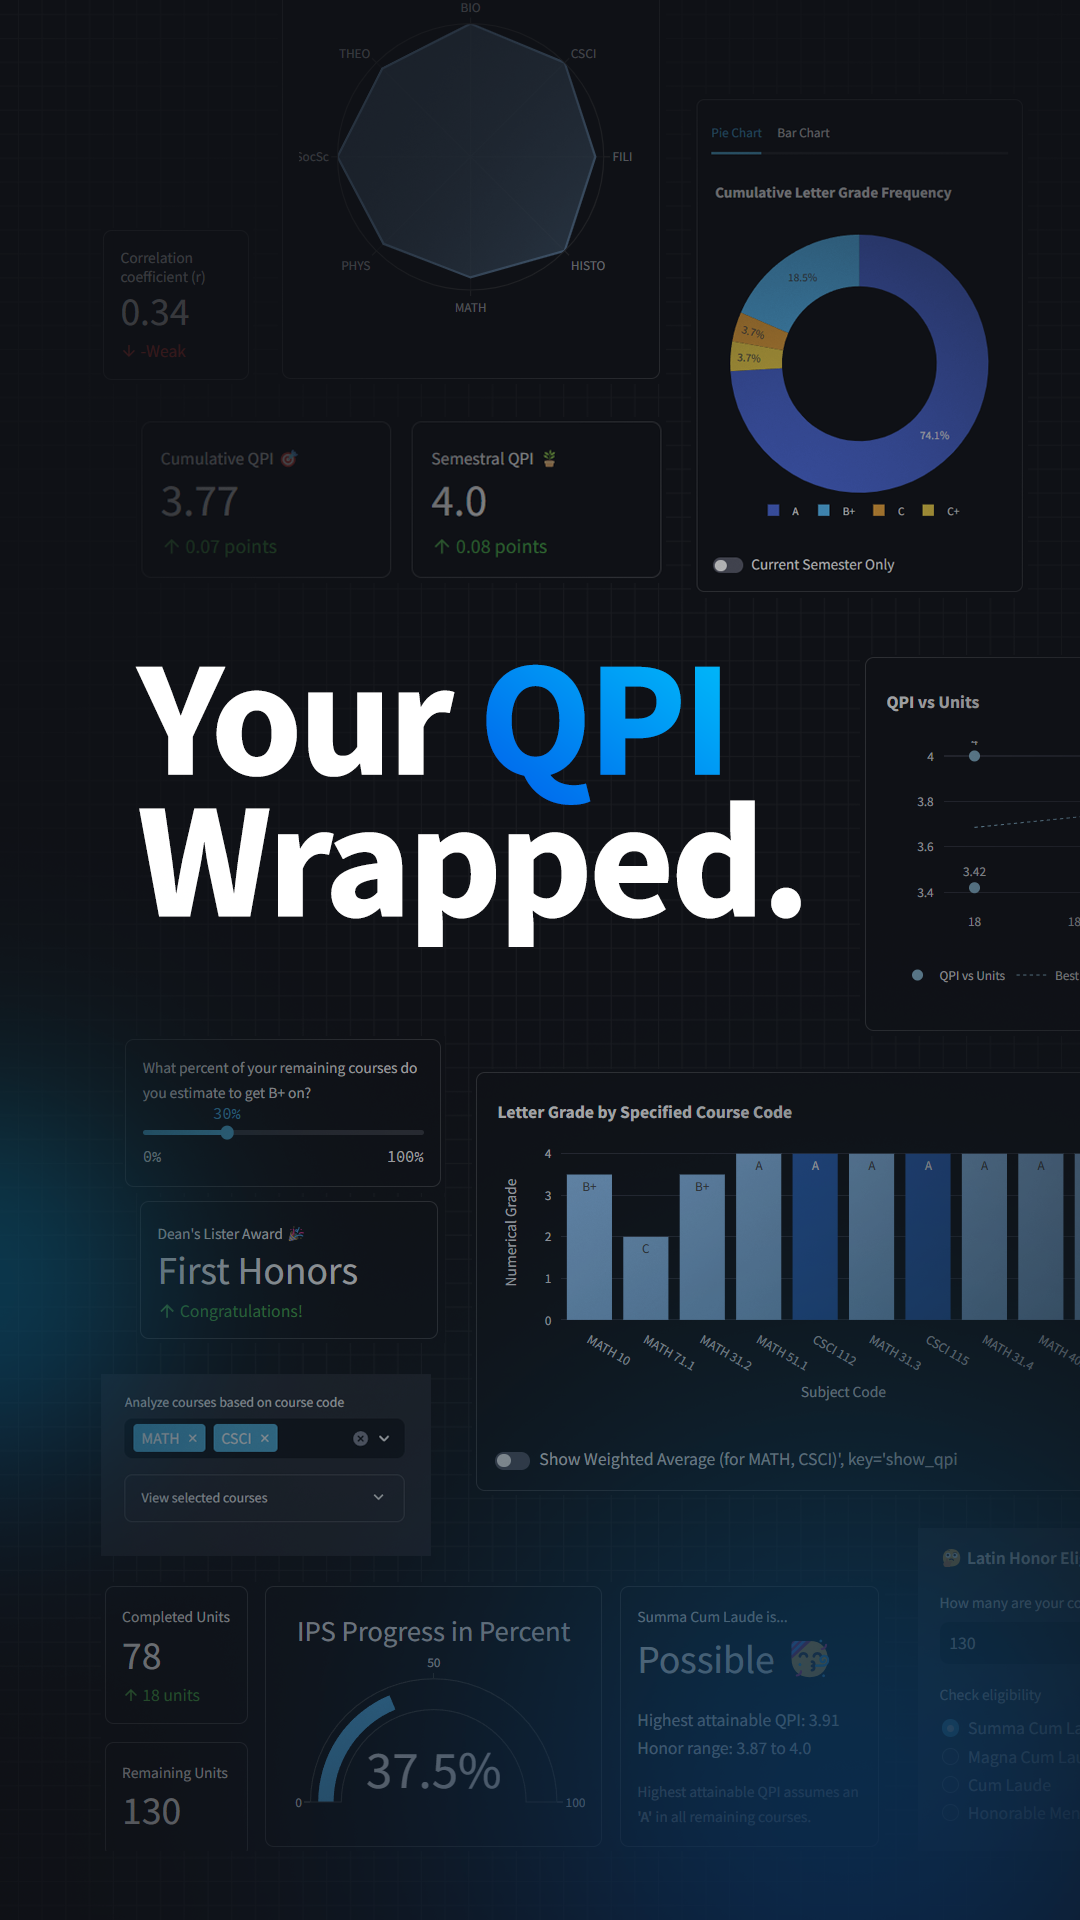 BIO
THEO
CSCI
SocSc
FILI
PHYS
HISTO
MATH
Correlation
coefficient (r)
0.34
↓ -Weak
Pie Chart Bar Chart
Cumulative Letter Grade Frequency
18.5%
3.7%
3.7%
74.1%
A B+ C C+
Current Semester Only
Cumulative QPI 🎯
3.77
↑ 0.07 points
Semestral QPI 🪴
4.0
↑ 0.08 points
Your QPI
Wrapped.
QPI vs Units
4
4
3.8
3.6
3.42
3.4
18 18
QPI vs Units Best
What percent of your remaining courses do
you estimate to get B+ on?
30%
0% 100%
Dean's Lister Award 🎉
First Honors
↑ Congratulations!
Letter Grade by Specified Course Code
Numerical Grade
4
3
2
1
0
B+ C B+ A A A A A A
MATH 10 MATH 71.1 MATH 31.2 MATH 51.1 CSCI 112 MATH 31.3 CSCI 115 MATH 31.4 MATH 40
Subject Code
Show Weighted Average (for MATH, CSCI)', key='show_qpi
Analyze courses based on course code
MATH × CSCI ×
View selected courses
Completed Units
78
↑ 18 units
Remaining Units
130
IPS Progress in Percent
50
37.5%
0 100
Summa Cum Laude is...
Possible 🥳
Highest attainable QPI: 3.91
Honor range: 3.87 to 4.0
Highest attainable QPI assumes an
'A' in all remaining courses.
Latin Honor Eli
How many are your co
130
Check eligibility
Summa Cum La
Magna Cum Lau
Cum Laude
Honorable Men